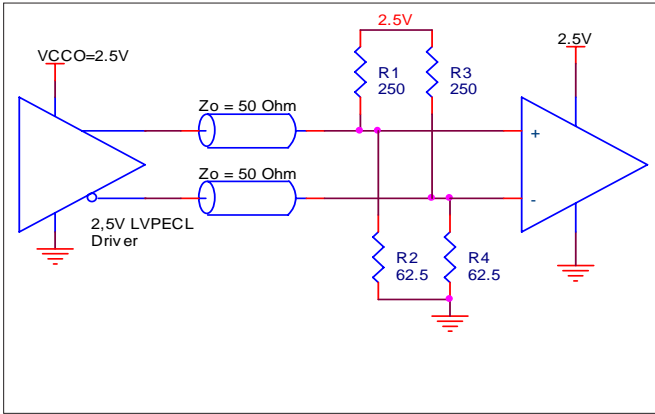 2.5V
VCCO=2.5V
2.5V
R1
250
R3
250
Zo = 50 Ohm
+
Zo = 50 Ohm
-
2,5V LVPECL
Driver
R2
62.5
R4
62.5